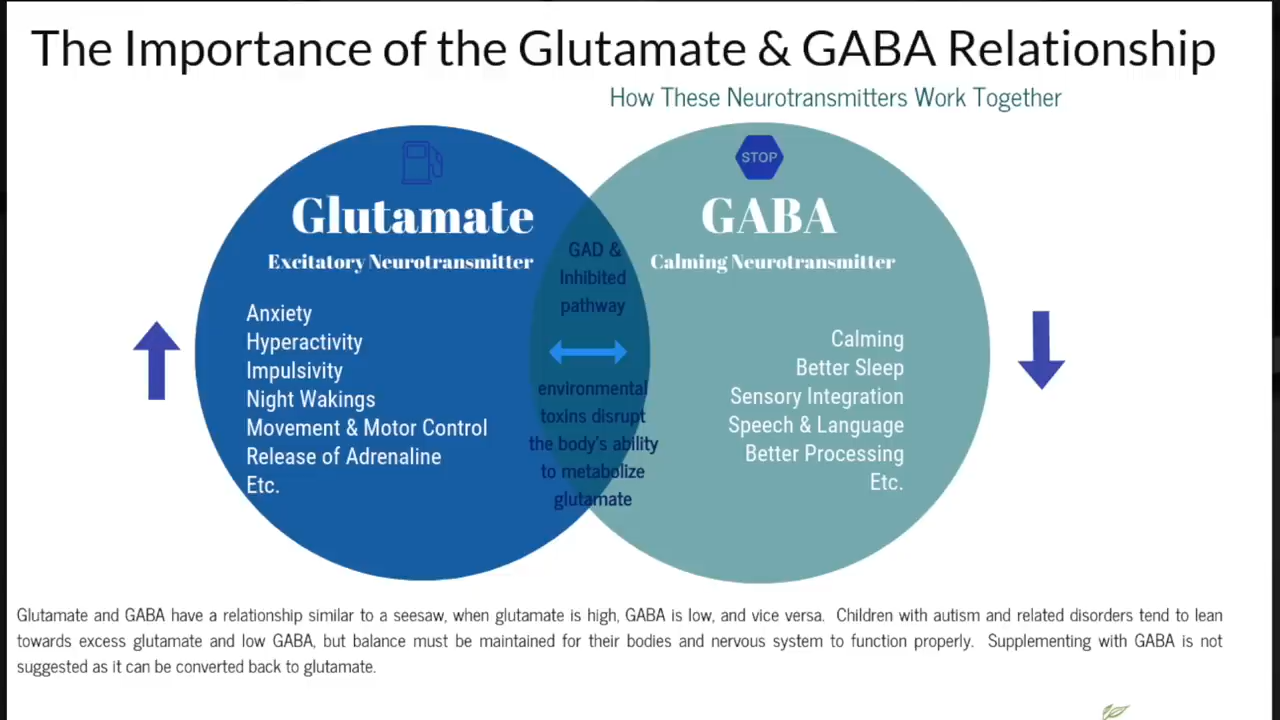 The Importance of the Glutamate & GABA Relationship
How These Neurotransmitters Work Together
Glutamate
Excitatory Neurotransmitter
Anxiety
Hyperactivity
Impulsivity
Night Wakings
Movement & Motor Control
Release of Adrenaline
Etc.
GAD &
Inhibited
pathway
environmental
toxins disrupt
the body's ability
to metabolize
glutamate
STOP
GABA
Calming Neurotransmitter
Calming
Better Sleep
Sensory Integration
Speech & Language
Better Processing
Etc.
Glutamate and GABA have a relationship similar to a seesaw, when glutamate is high, GABA is low, and vice versa. Children with autism and related disorders tend to lean
towards excess glutamate and low GABA, but balance must be maintained for their bodies and nervous system to function properly. Supplementing with GABA is not
suggested as it can be converted back to glutamate.